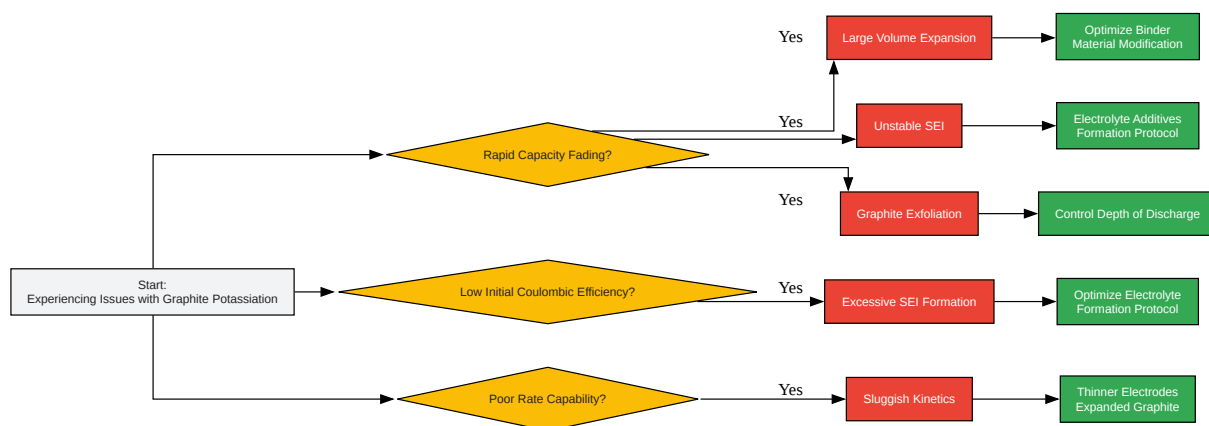 Yes
Large Volume Expansion
Optimize Binder
Material Modification
Yes
Unstable SEI
Electrolyte Additives
Formation Protocol
Rapid Capacity Fading?
Yes
Graphite Exfoliation
Control Depth of Discharge
Start:
Experiencing Issues with Graphite Potassiation
Low Initial Coulombic Efficiency?
Yes
Excessive SEI Formation
Optimize Electrolyte
Formation Protocol
Poor Rate Capability?
Yes
Sluggish Kinetics
Thinner Electrodes
Expanded Graphite